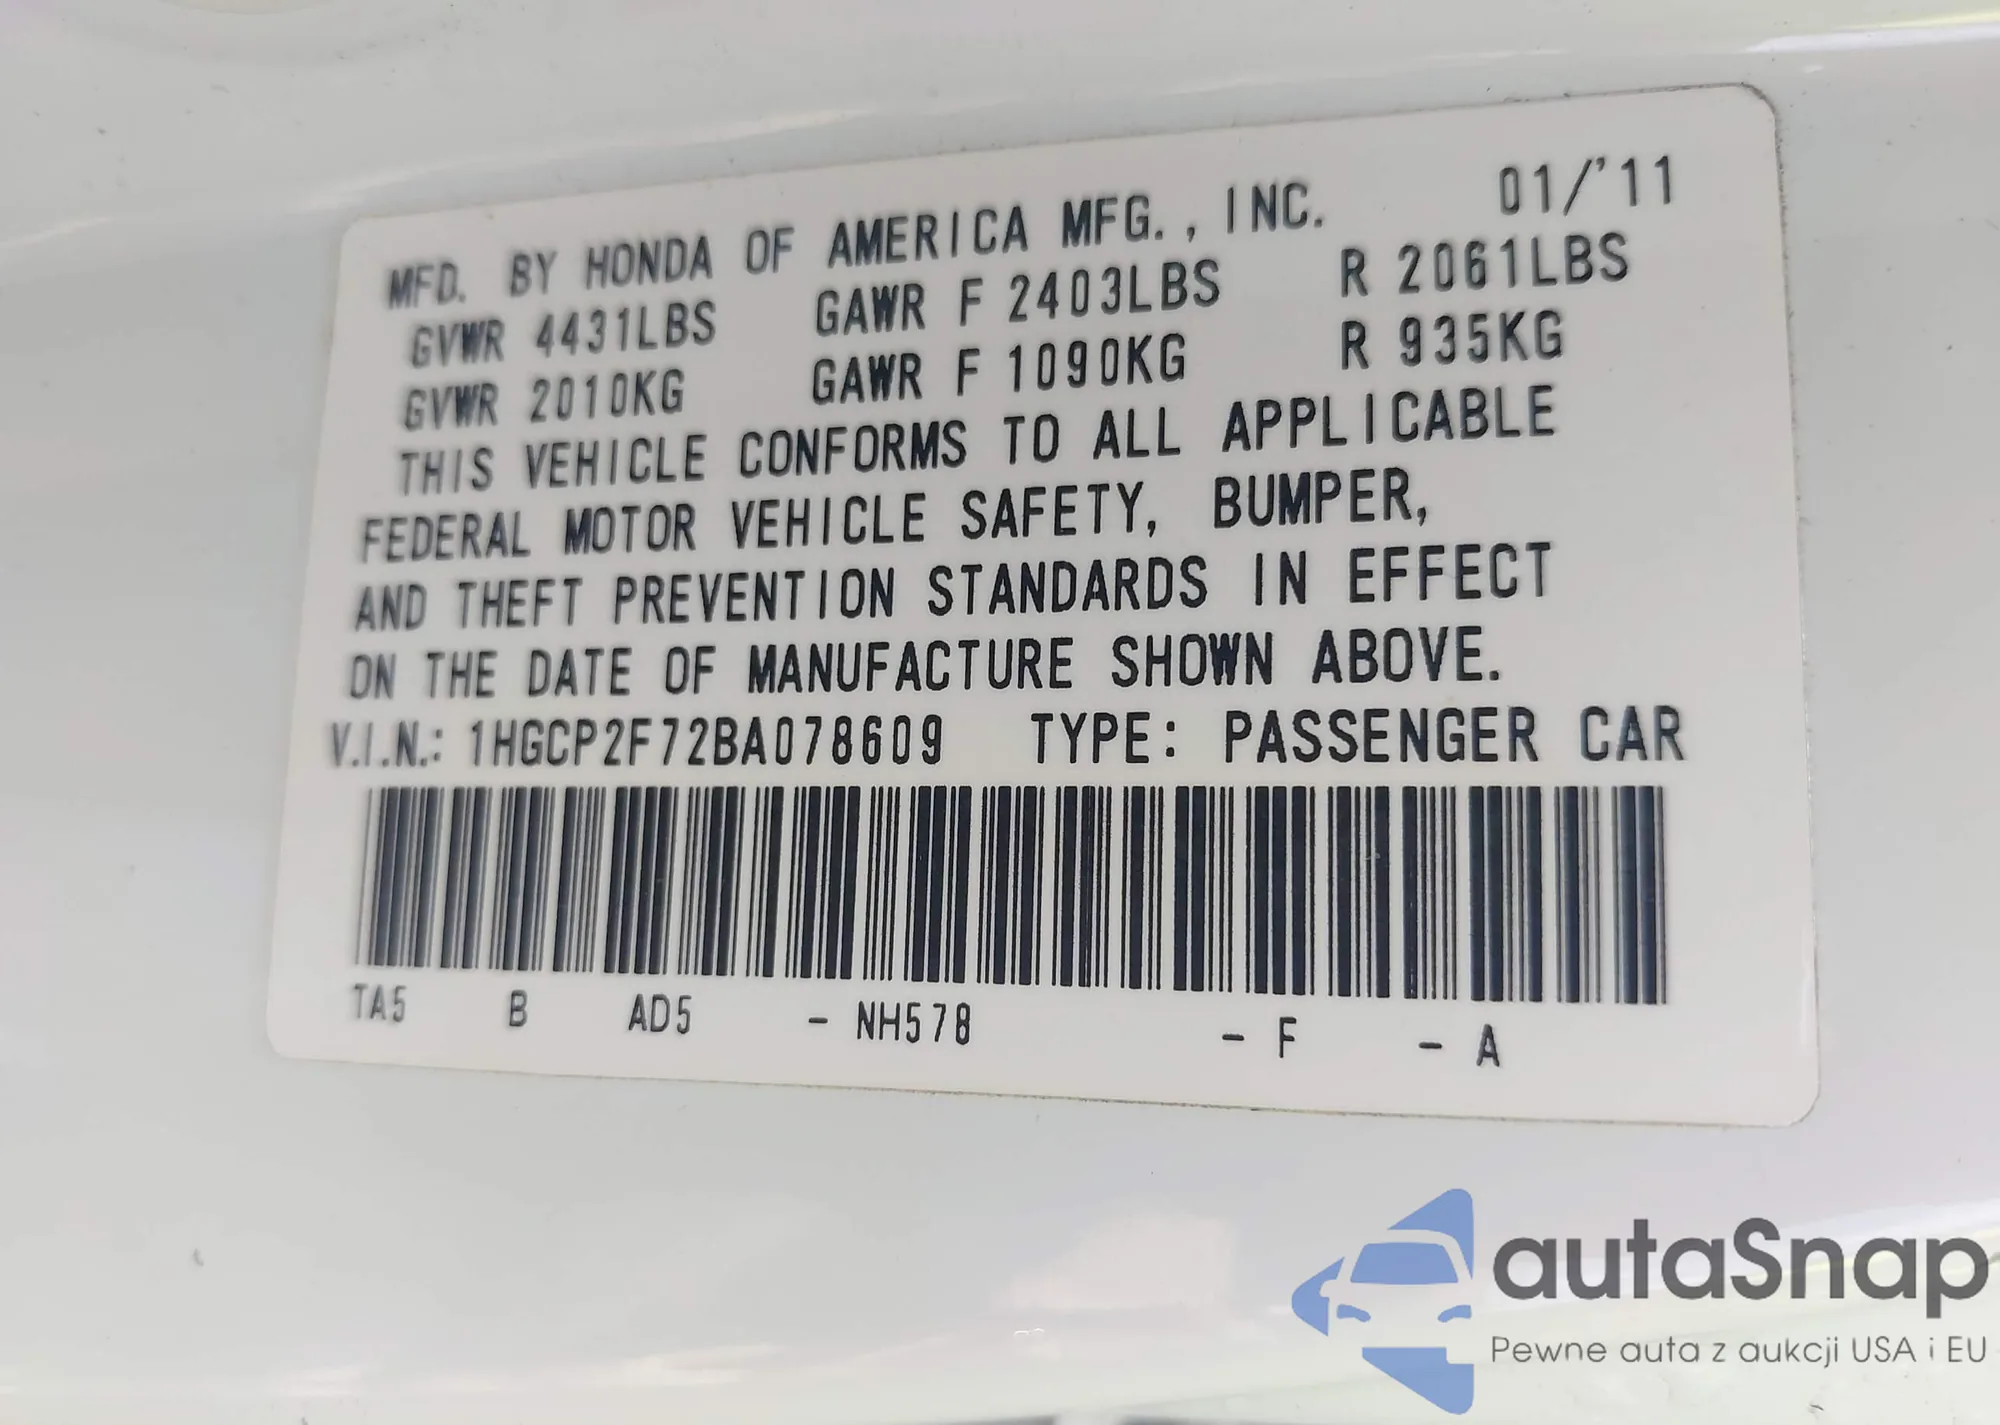 MFD. BY HONDA OF AMERICA MFG., INC. 01/'11
GVWR 4431LBS GAWR F 2403LBS R 2061LBS
GVWR 2010KG GAWR F 1090KG R 935KG
THIS VEHICLE CONFORMS TO ALL APPLICABLE
FEDERAL MOTOR VEHICLE SAFETY, BUMPER,
AND THEFT PREVENTION STANDARDS IN EFFECT
ON THE DATE OF MANUFACTURE SHOWN ABOVE.
V.I.N.: 1HGCP2F72BA078609 TYPE: PASSENGER CAR
TA5 B AD5 - NH578 - F - A
autaSnap
Pewne auta z aukcji USA i EU